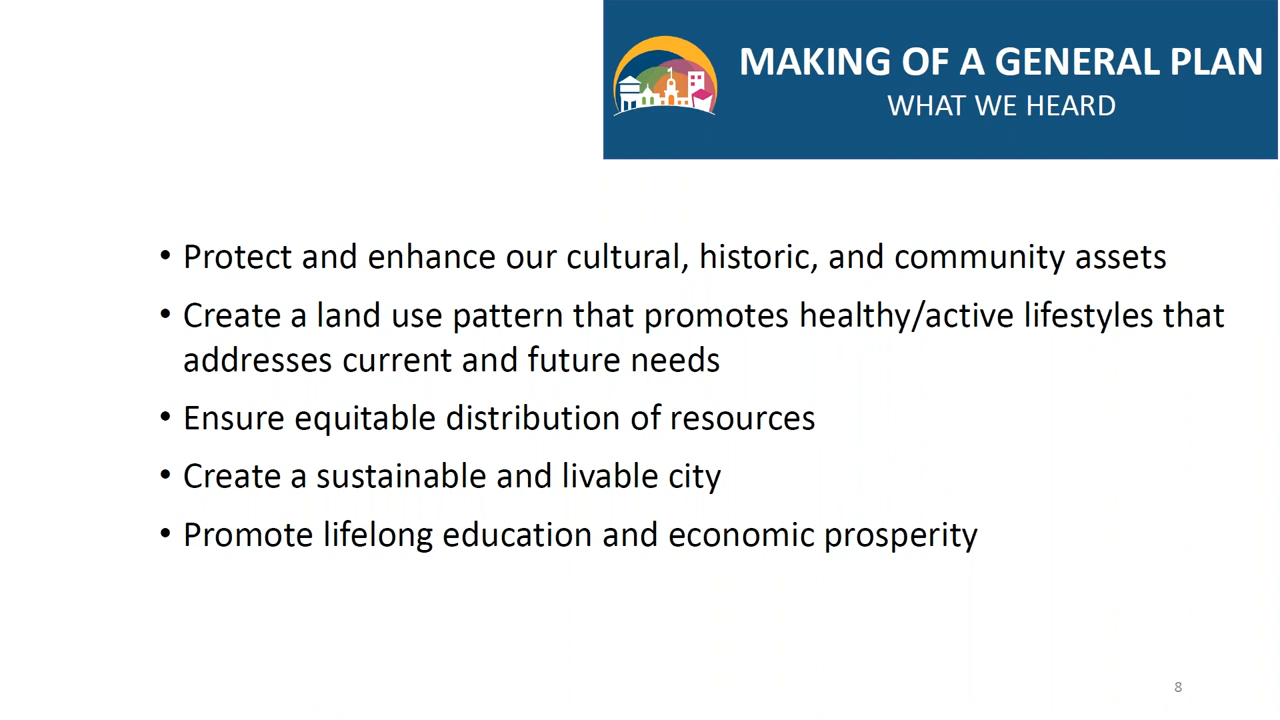 MAKING OF A GENERAL PLAN
WHAT WE HEARD
• Protect and enhance our cultural, historic, and community assets
• Create a land use pattern that promotes healthy/active lifestyles that
addresses current and future needs
• Ensure equitable distribution of resources
• Create a sustainable and livable city
• Promote lifelong education and economic prosperity
8